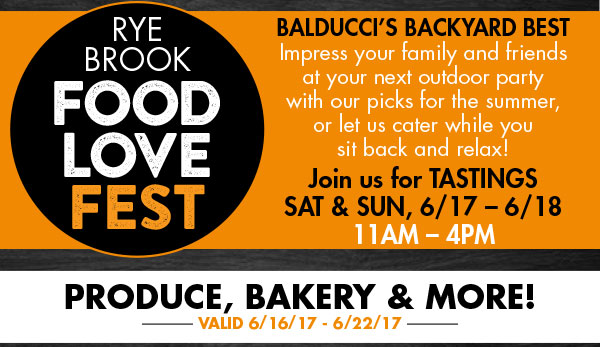 RYE
BROOK
FOOD
LOVE
FEST
BALDUCCI'S BACKYARD BEST
Impress your family and friends
at your next outdoor party
with our picks for the summer,
or let us cater while you
sit back and relax!
Join us for TASTINGS
SAT & SUN, 6/17 – 6/18
11AM – 4PM
PRODUCE, BAKERY & MORE!
VALID 6/16/17 - 6/22/17